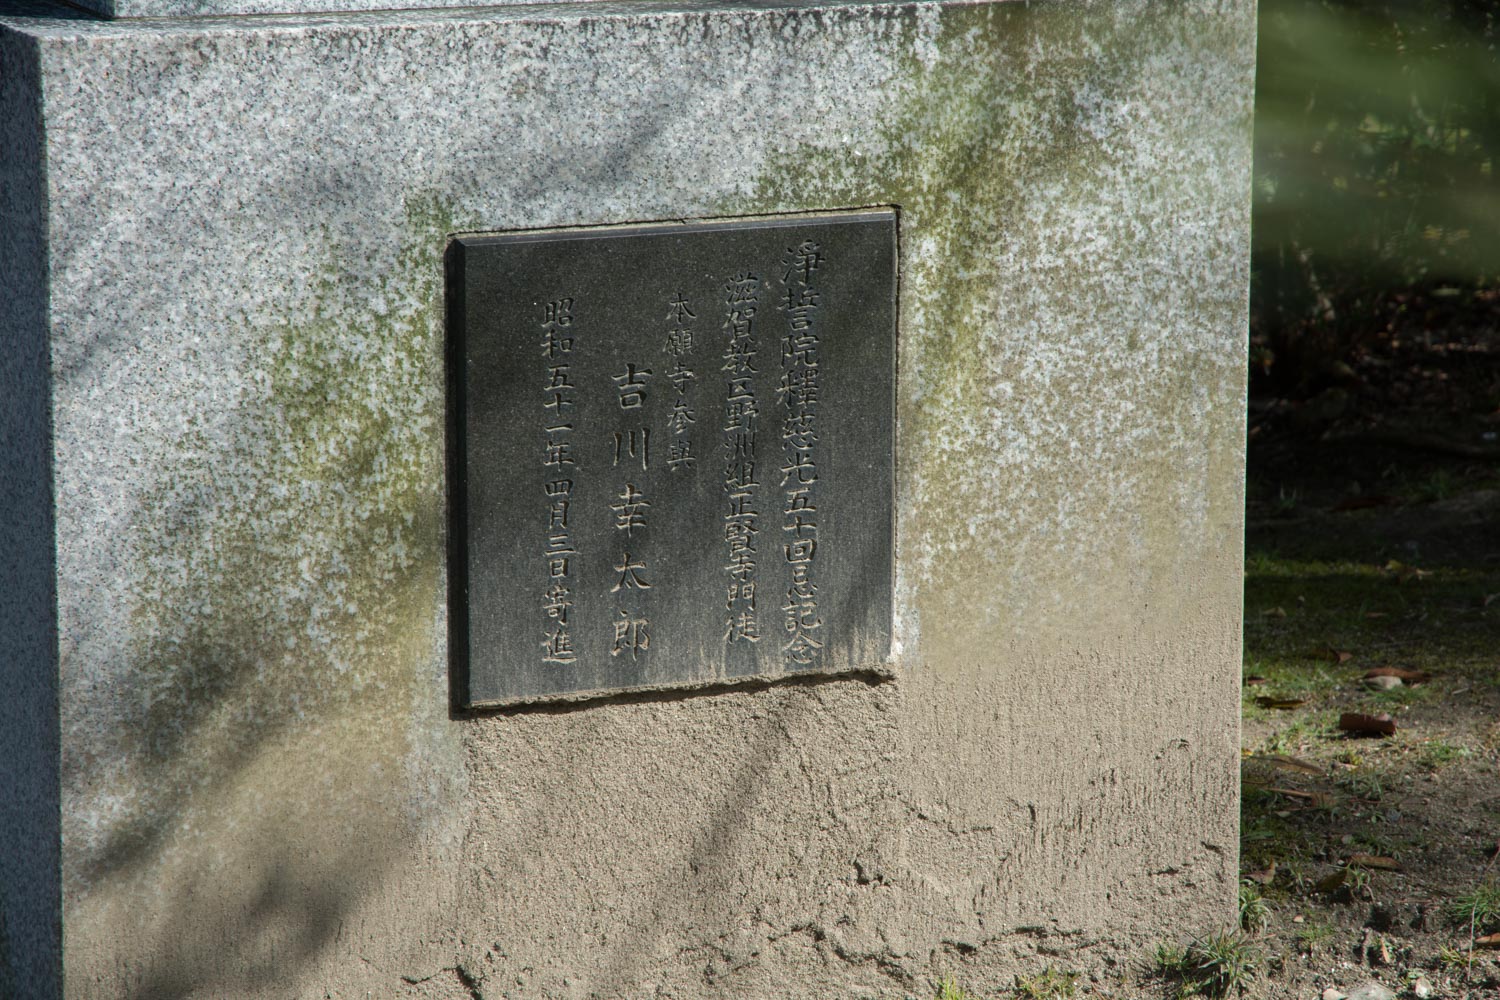 淨誓院釋慈光五十回忌記念
滋賀教区野洲組正賢寺門徒
本願寺参與
吉川幸太郎
昭和五十一年四月三日寄進